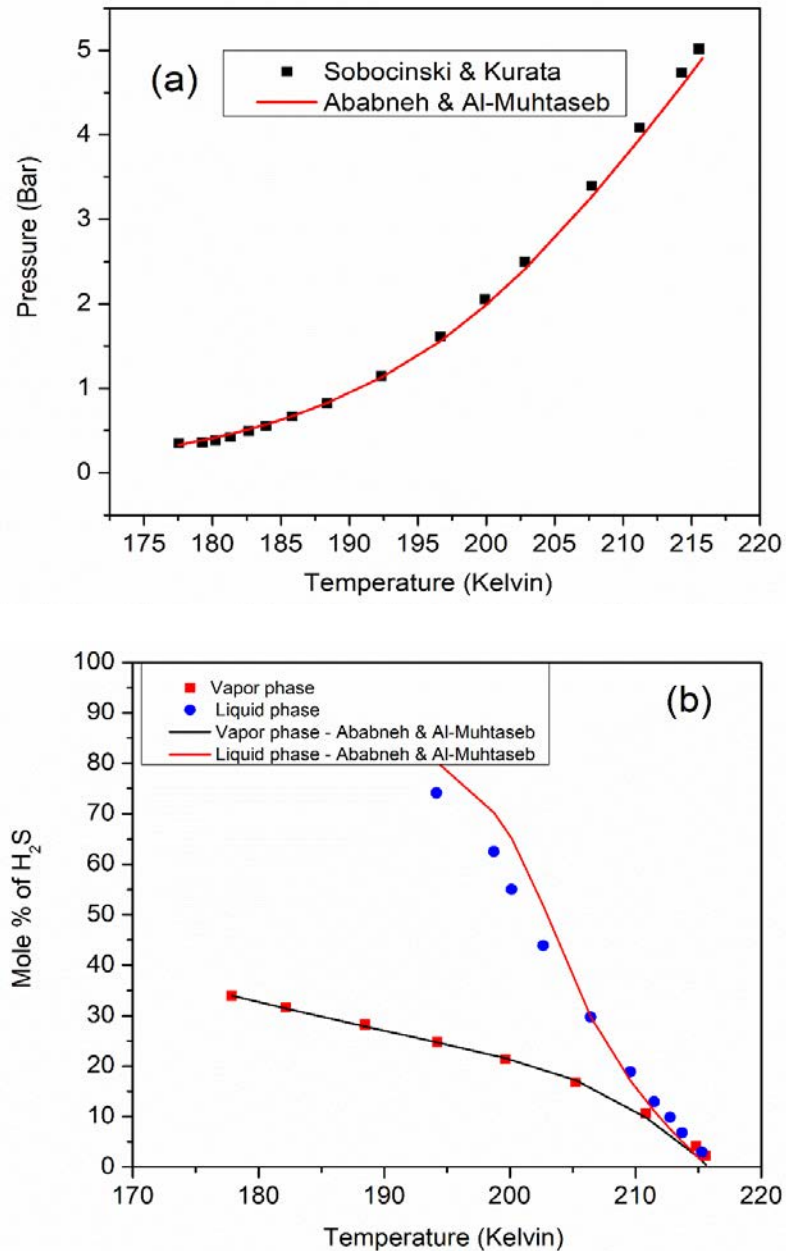 (a)
Sobocinski & Kurata
Ababneh & Al-Muhtaseb
5
4
3
2
1
0
Pressure (Bar)
175 180 185 190 195 200 205 210 215 220
Temperature (Kelvin)
(b)
Vapor phase
Liquid phase
Vapor phase - Ababneh & Al-Muhtaseb
Liquid phase - Ababneh & Al-Muhtaseb
100
90
80
70
60
50
40
30
20
10
0
Mole % of H₂S
170 180 190 200 210 220
Temperature (Kelvin)